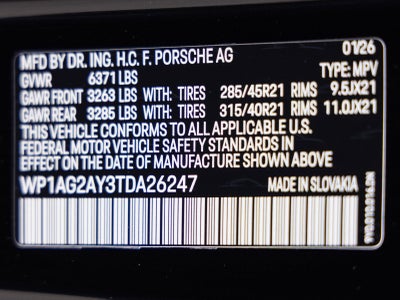 MFD BY DR. ING. H.C. F. PORSCHE AG 01/26
GVWR 6371 LBS TYPE: MPV
GAWR FRONT 3263 LBS WITH: TIRES 285/45R21 RIMS 9.5JX21
GAWR REAR 3285 LBS WITH: TIRES 315/40R21 RIMS 11.0JX21
THIS VEHICLE CONFORMS TO ALL APPLICABLE U.S.
FEDERAL MOTOR VEHICLE SAFETY STANDARDS IN
EFFECT ON THE DATE OF MANUFACTURE SHOWN ABOVE
WP1AG2AY3TDA26247 MADE IN SLOVAKIA